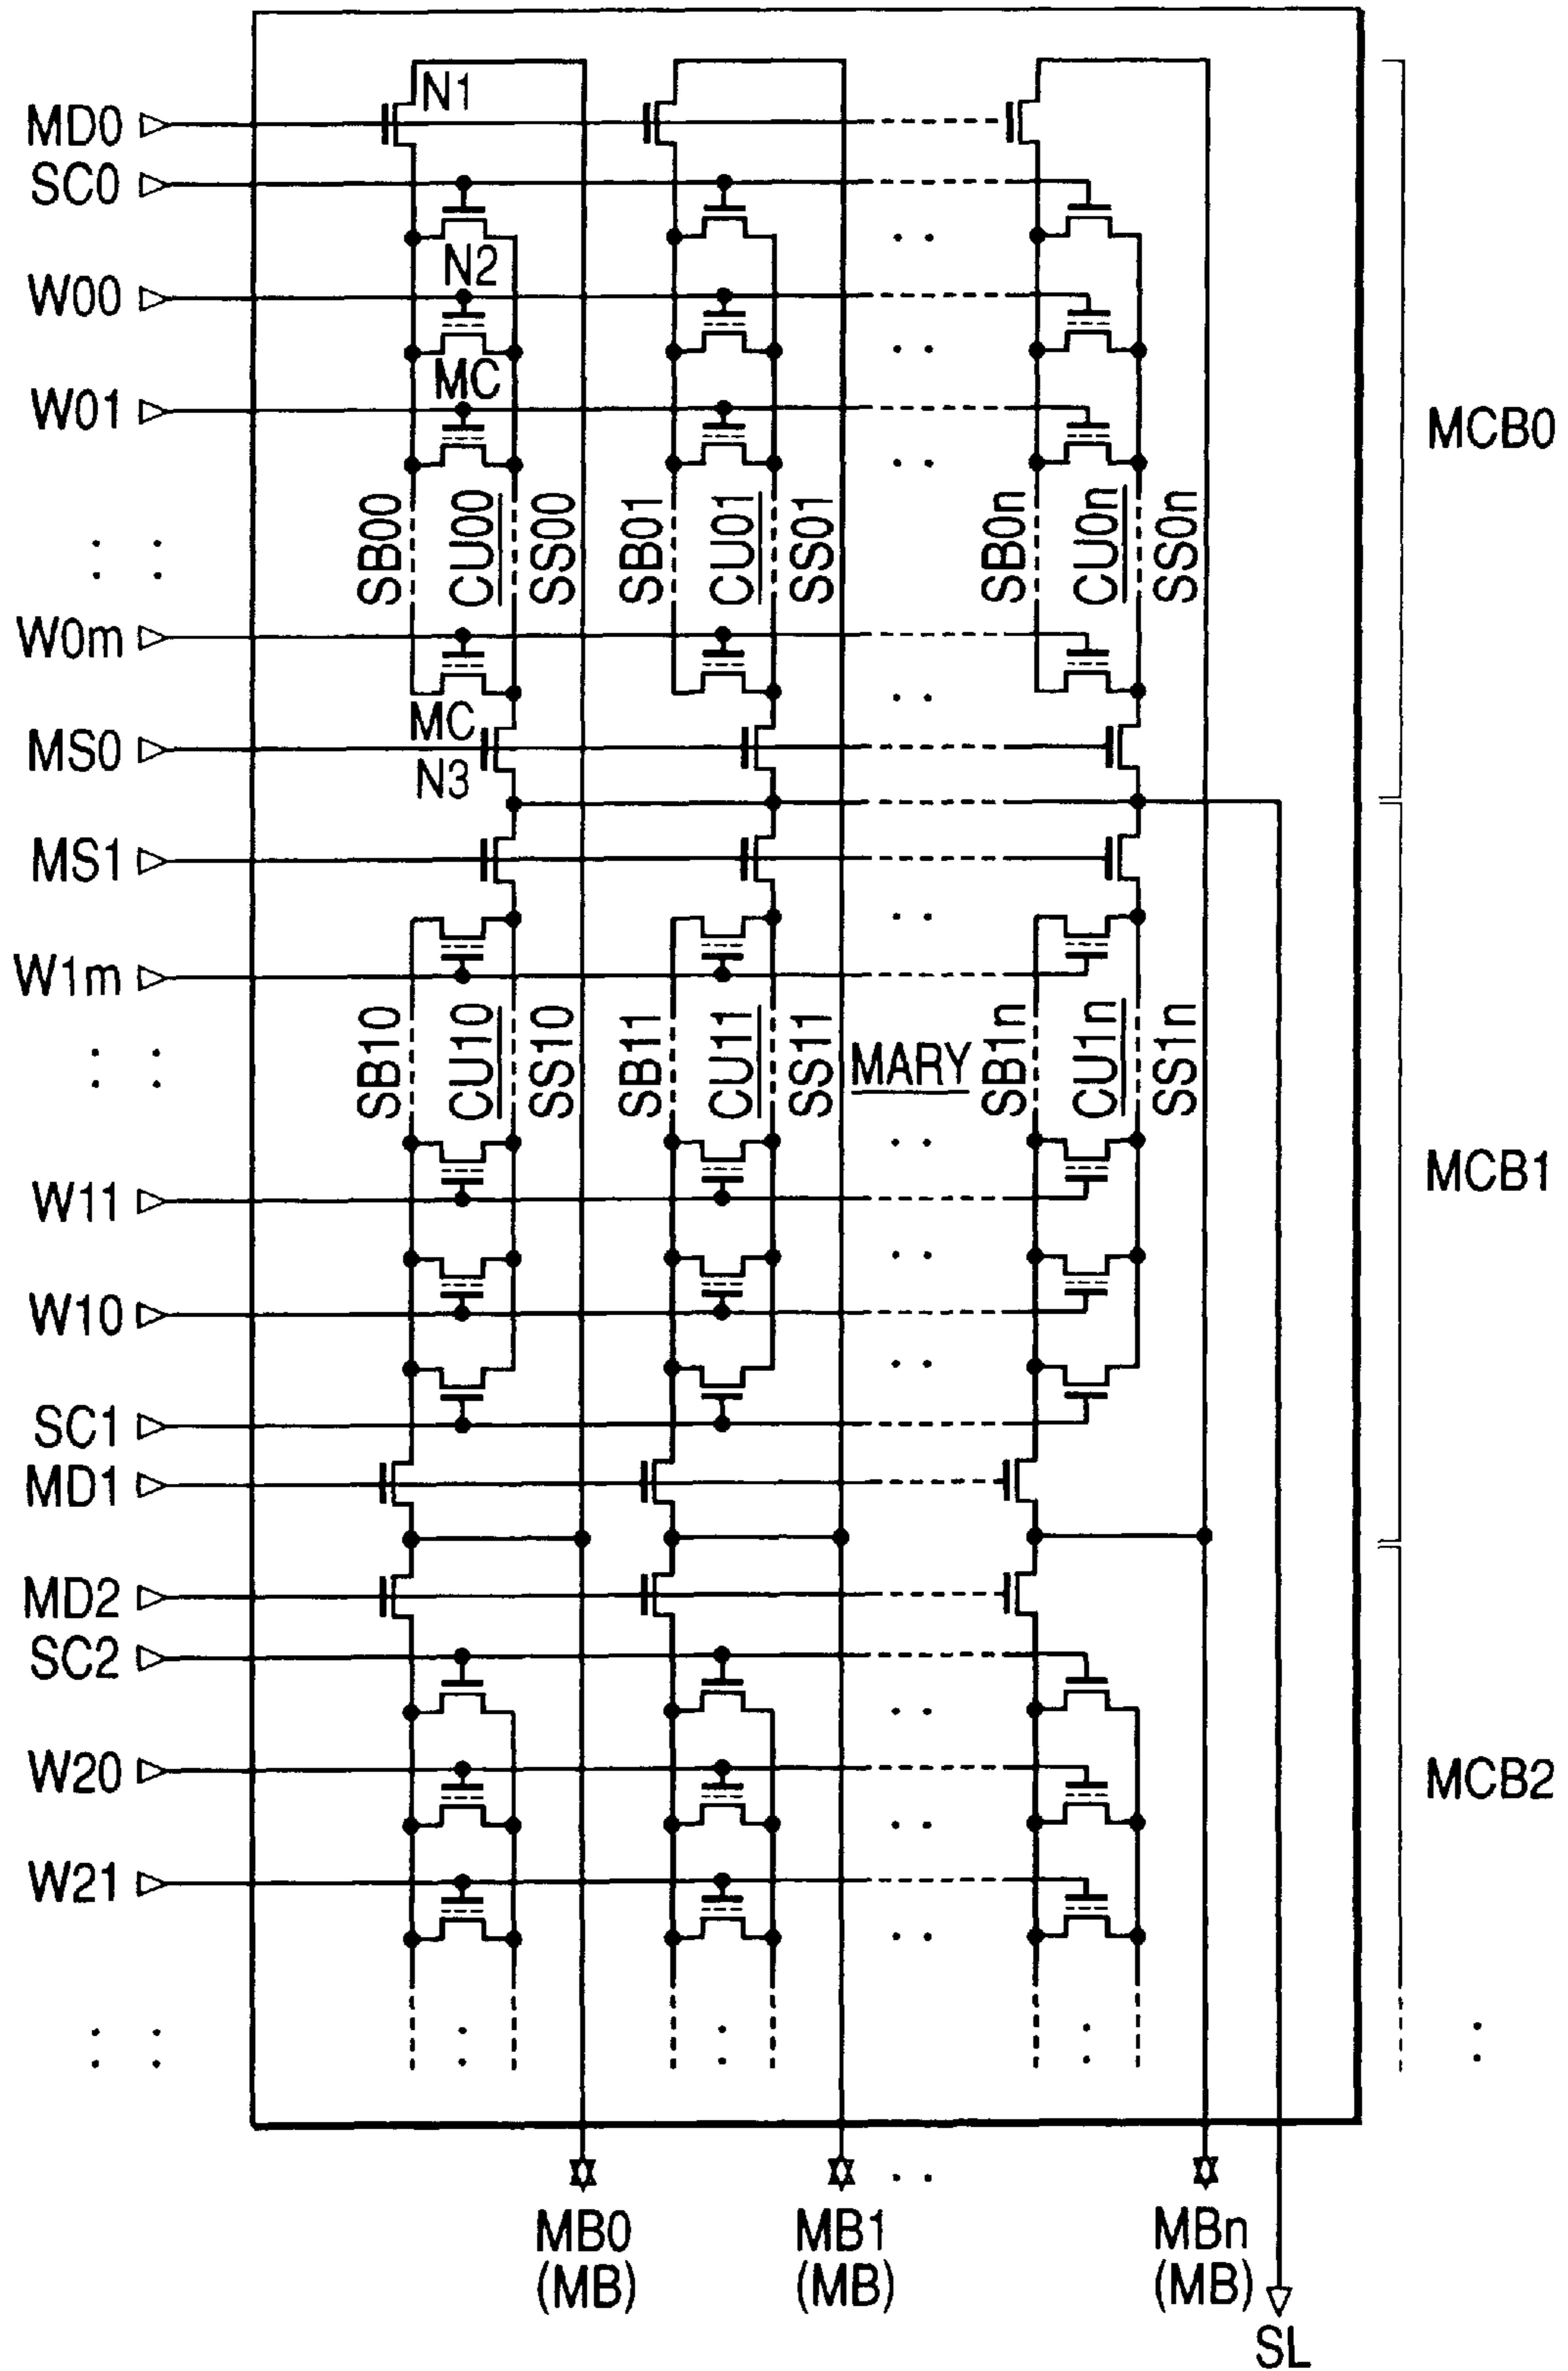 MD0
N1
SC0
N2
W00
MC
W01
MCB0
SB00
CU00
SS00
SB01
CU01
SS01
SB0n
CU0n
SS0n
W0m
MC
MS0
N3
MS1
W1m
SB10
CU10
SS10
SB11
CU11
SS11
MARY
SB1n
CU1n
SS1n
W11
MCB1
W10
SC1
MD1
MD2
SC2
W20
MCB2
W21
MB0
(MB)
MB1
(MB)
MBn
(MB)
SL